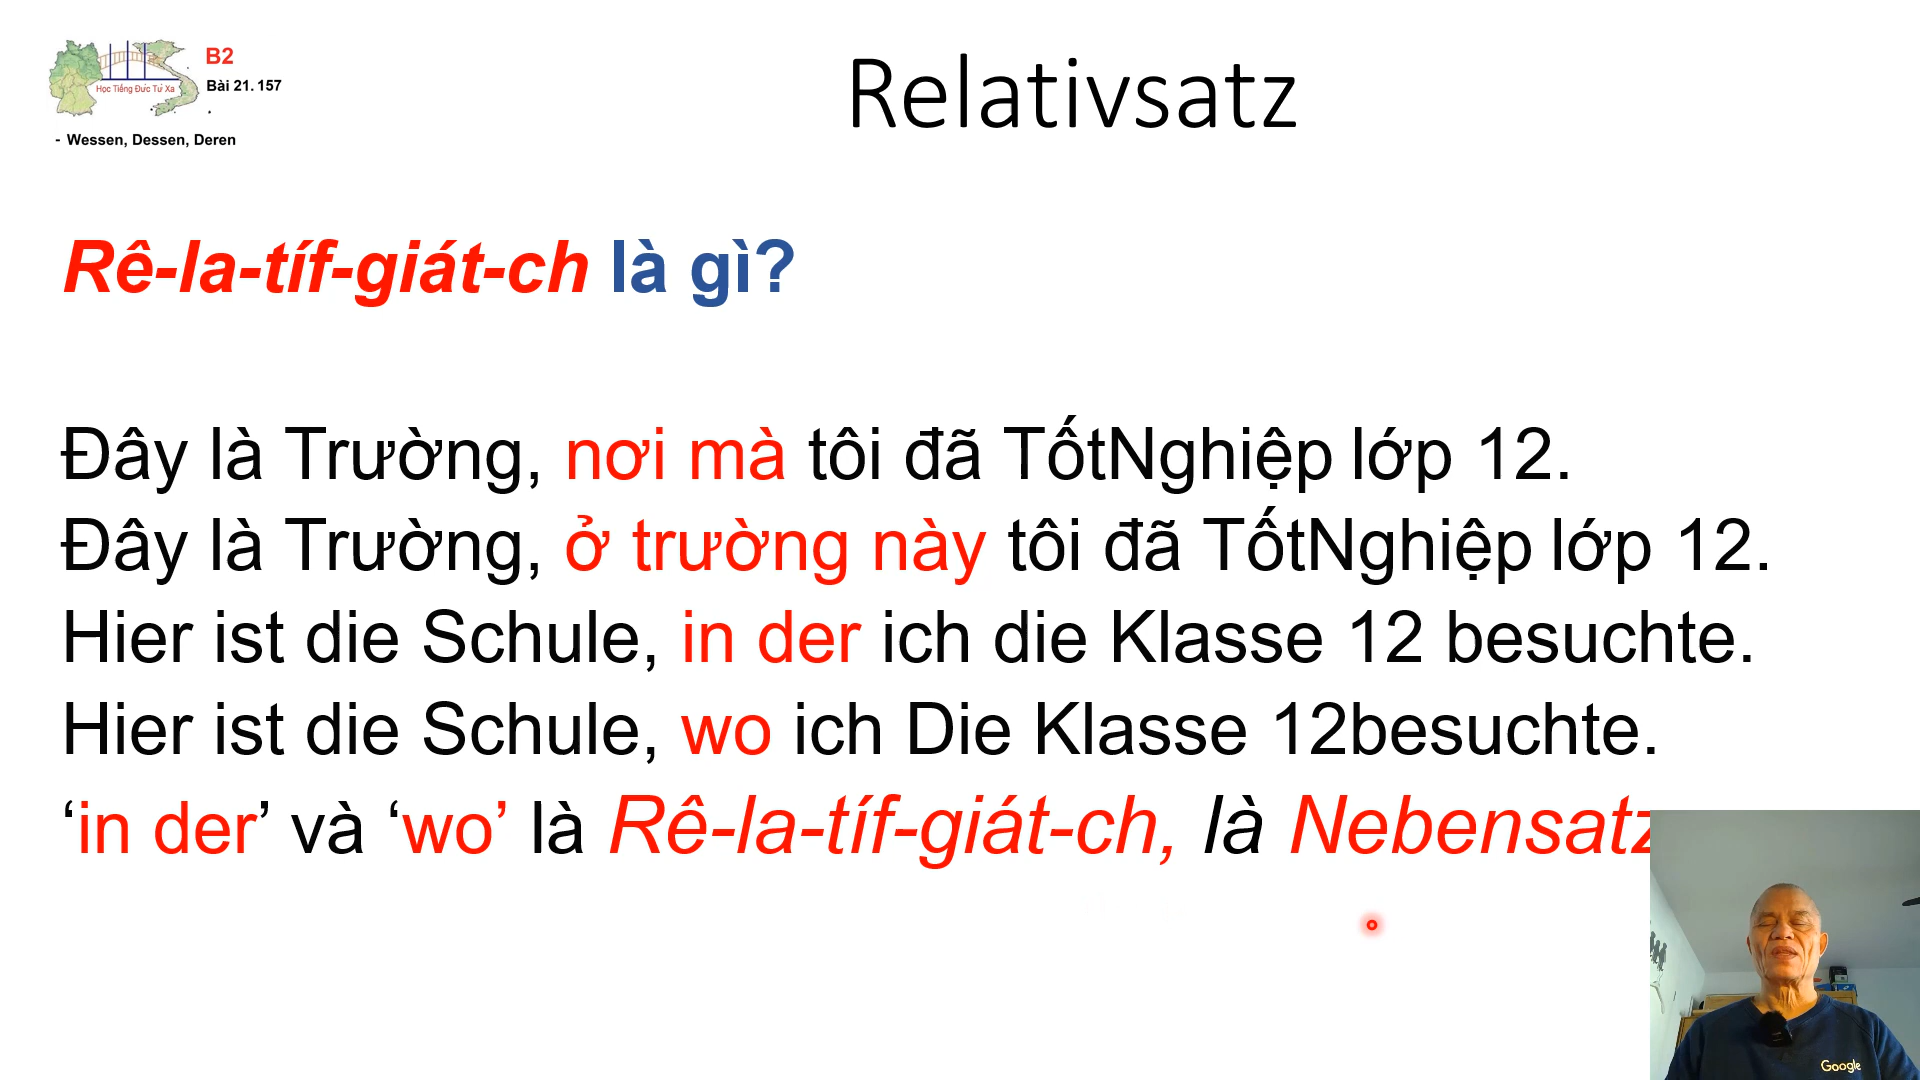 B2
Học Tiếng Đức Từ Xa
Bài 21. 157
- Wessen, Dessen, Deren
Relativsatz
Rê-la-tíf-giát-ch là gì?
Đây là Trường, nơi mà tôi đã TốtNghiệp lớp 12.
Đây là Trường, ở trường này tôi đã TốtNghiệp lớp 12.
Hier ist die Schule, in der ich die Klasse 12 besuchte.
Hier ist die Schule, wo ich Die Klasse 12besuchte.
‘in der’ và ‘wo’ là Rê-la-tíf-giát-ch, là Nebensatz
Google